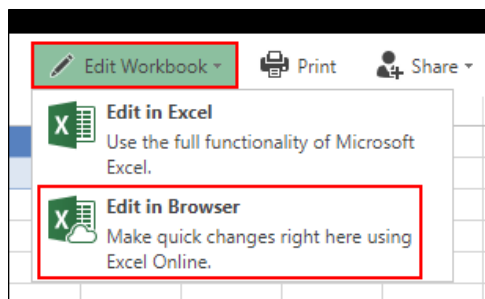 Edit Workbook Print Share
Edit in Excel
Use the full functionality of Microsoft
Excel.
Edit in Browser
Make quick changes right here using
Excel Online.